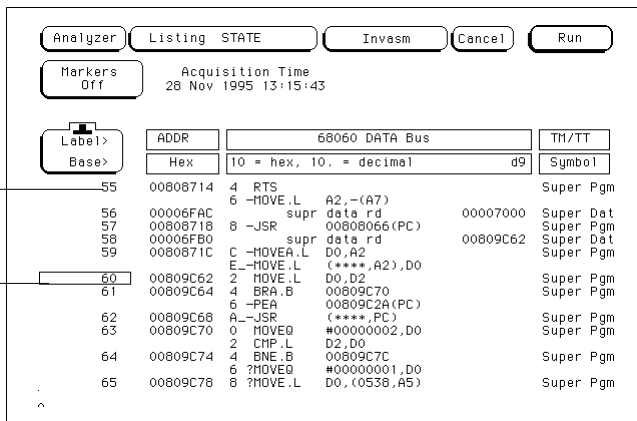 Analyzer Listing STATE Invasm Cancel Run
Markers Off Acquisition Time
28 Nov 1995 13:15:43
Label> ADDR 68060 DATA Bus TM/TT
Base> Hex 10 = hex, 10. = decimal d9 Symbol
55 00808714 4 RTS Super Pgm
6 -MOVE.L A2,-(A7)
56 00006FAC supr data rd 00007000 Super Dat
57 00808718 8 -JSR 00808066(PC) Super Pgm
58 00006FB0 supr data rd 00809C62 Super Dat
59 0080871C C -MOVEA.L D0,A2 Super Pgm
E_-MOVE.L (****,A2),D0
60 00809C62 2 MOVE.L D0,D2 Super Pgm
61 00809C64 4 BRA.B 00809C70 Super Pgm
6 -PEA 00809C2A(PC)
62 00809C68 A_-JSR (****,PC) Super Pgm
63 00809C70 0 MOVEQ #00000002,D0 Super Pgm
2 CMP.L D2,D0
64 00809C74 4 BNE.B 00809C7C Super Pgm
6 ?MOVEQ #00000001,D0
65 00809C78 8 ?MOVE.L D0,(0538,A5) Super Pgm